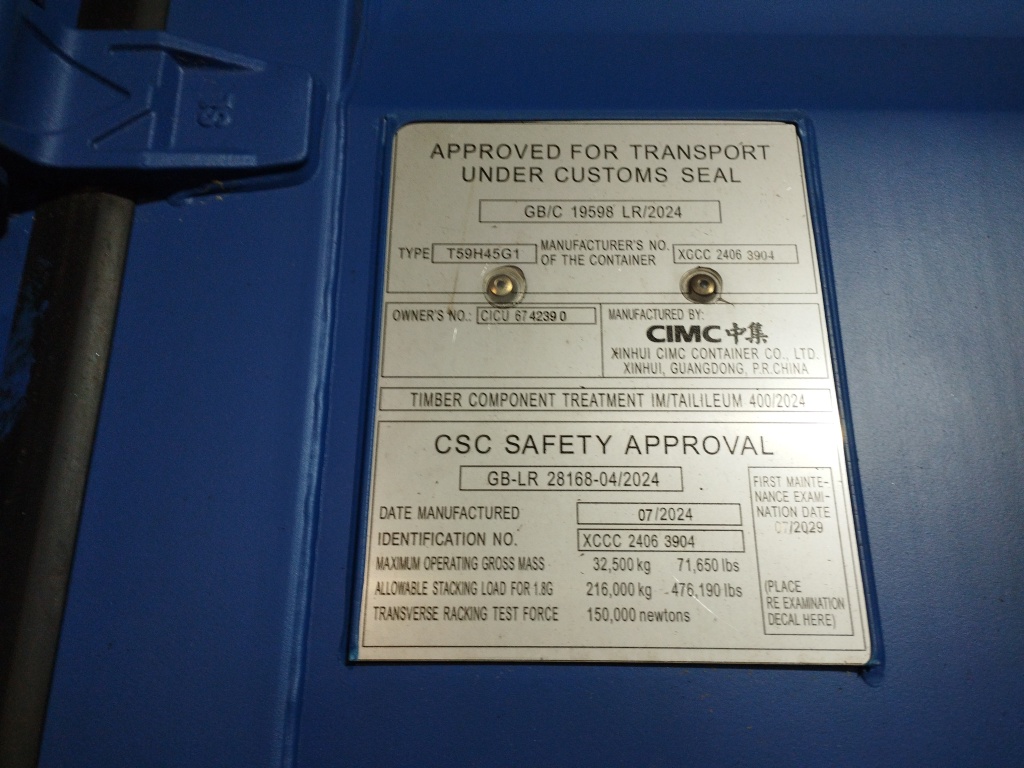 APPROVED FOR TRANSPORT
UNDER CUSTOMS SEAL
GB/C 19598 LR/2024
TYPE T59H45G1 MANUFACTURER'S NO. OF THE CONTAINER XCCC 2406 3904
OWNER'S NO.: CICU 674239 0
MANUFACTURED BY:
CIMC 中集
XINHUI CIMC CONTAINER CO., LTD.
XINHUI, GUANGDONG, P.R.CHINA
TIMBER COMPONENT TREATMENT IM/TAILILEUM 400/2024
CSC SAFETY APPROVAL
GB-LR 28168-04/2024
DATE MANUFACTURED 07/2024
IDENTIFICATION NO. XCCC 2406 3904
MAXIMUM OPERATING GROSS MASS 32,500 kg 71,650 lbs
ALLOWABLE STACKING LOAD FOR 1.8G 216,000 kg 476,190 lbs
TRANSVERSE RACKING TEST FORCE 150,000 newtons
FIRST MAINTE-
NANCE EXAMI-
NATION DATE
07/2029
(PLACE
RE EXAMINATION
DECAL HERE)